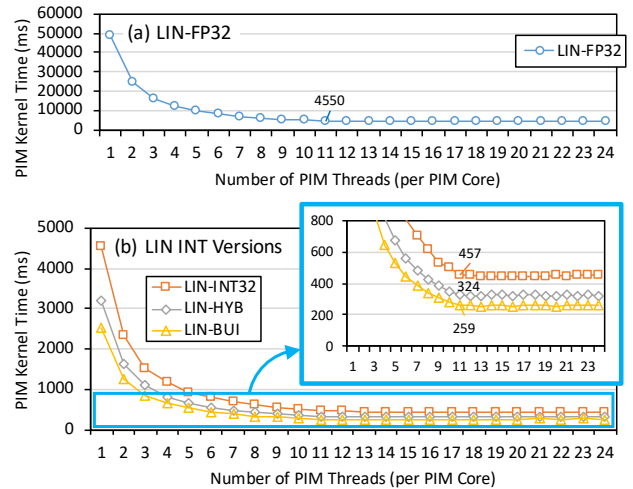 (a) LIN-FP32
PIM Kernel Time (ms)
60000
50000
40000
30000
20000
10000
0
4550
LIN-FP32
1 2 3 4 5 6 7 8 9 10 11 12 13 14 15 16 17 18 19 20 21 22 23 24
Number of PIM Threads (per PIM Core)
(b) LIN INT Versions
PIM Kernel Time (ms)
5000
4000
3000
2000
1000
0
LIN-INT32
LIN-HYB
LIN-BUI
800
600
400
200
0
457
324
259
1 3 5 7 9 11 13 15 17 19 21 23
1 2 3 4 5 6 7 8 9 10 11 12 13 14 15 16 17 18 19 20 21 22 23 24
Number of PIM Threads (per PIM Core)